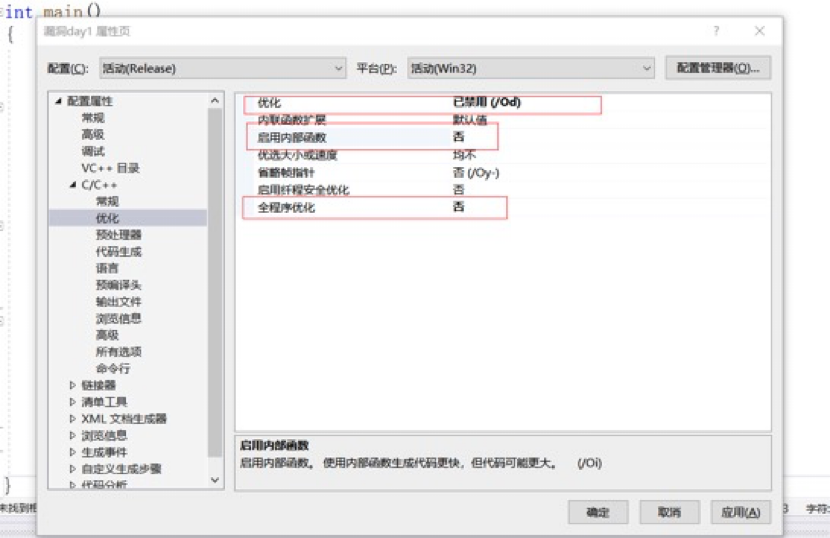 int main()
{
漏洞day1 属性页
? ×
配置(C): 活动(Release) 平台(P): 活动(Win32) 配置管理器(O)...
配置属性
常规
高级
调试
VC++ 目录
C/C++
常规
优化
预处理器
代码生成
语言
预编译头
输出文件
浏览信息
高级
所有选项
命令行
链接器
清单工具
XML 文档生成器
浏览信息
生成事件
自定义生成步骤
代码分析
优化 已禁用 (/Od)
内联函数扩展 默认值
启用内部函数 否
优选大小或速度 均不
省略帧指针 否 (/Oy-)
启用纤程安全优化 否
全程序优化 否
启用内部函数
启用内部函数。 使用内部函数生成代码更快，但代码可能更大。 (/Oi)
}
未找到相
3 字符:
确定 取消 应用(A)